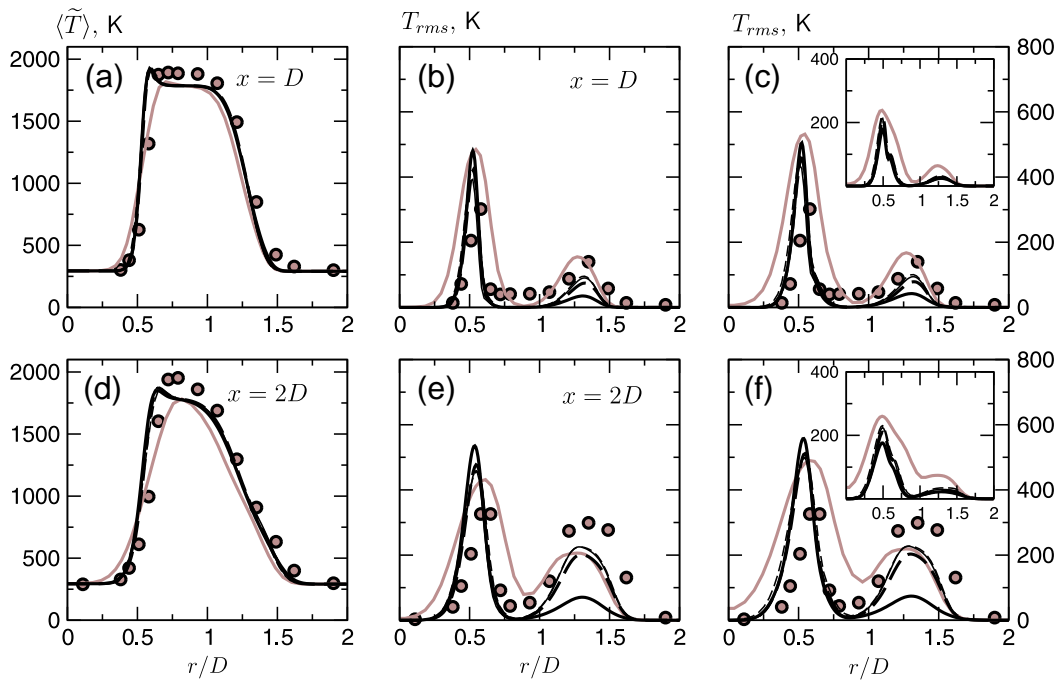 ⟨T̃⟩, K
T_rms, K
T_rms, K
2000
1500
1000
500
0
(a)
x = D
0 0.5 1 1.5 2
(b)
x = D
0 0.5 1 1.5 2
(c)
400
200
0.5 1 1.5 2
800
600
400
200
0
0 0.5 1 1.5 2
2000
1500
1000
500
0
(d)
x = 2D
0 0.5 1 1.5 2
r/D
(e)
x = 2D
0 0.5 1 1.5 2
r/D
(f)
400
200
0.5 1 1.5 2
800
600
400
200
0
0 0.5 1 1.5 2
r/D